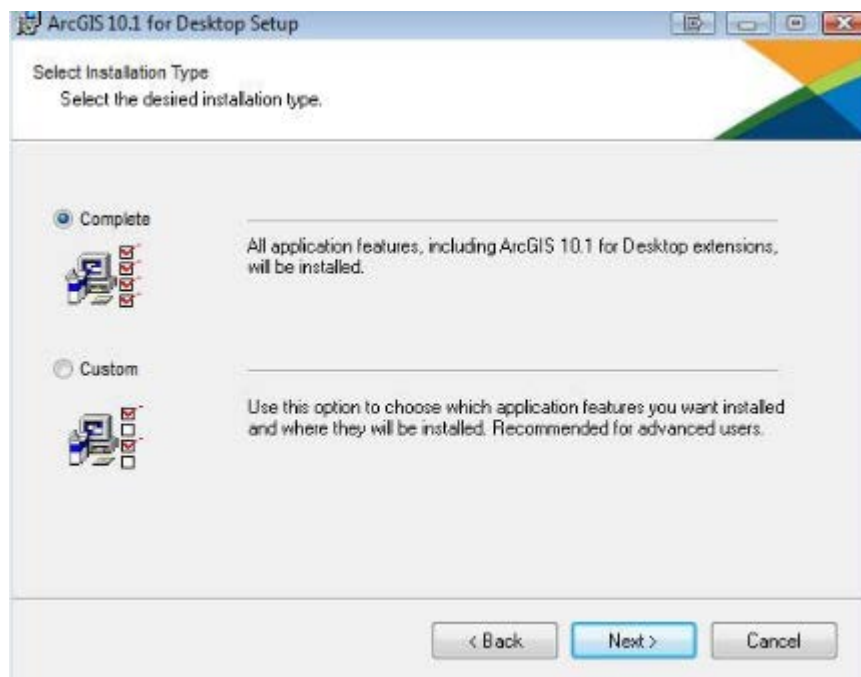 ArcGIS 10.1 for Desktop Setup
Select Installation Type
Select the desired installation type.
Complete
All application features, including ArcGIS 10.1 for Desktop extensions,
will be installed.
Custom
Use this option to choose which application features you want installed
and where they will be installed. Recommended for advanced users.
< Back
Next >
Cancel